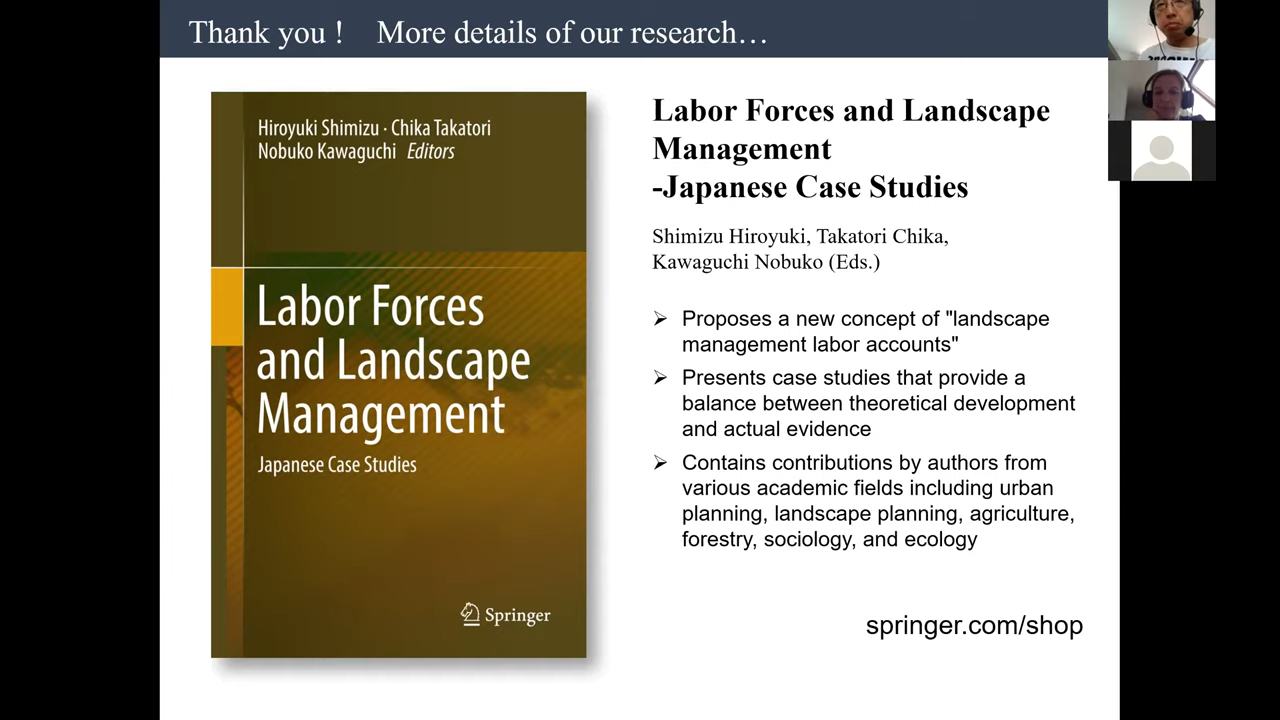 Thank you ! More details of our research…
Hiroyuki Shimizu · Chika Takatori
Nobuko Kawaguchi Editors
Labor Forces
and Landscape
Management
Japanese Case Studies
Springer
Labor Forces and Landscape
Management
-Japanese Case Studies
Shimizu Hiroyuki, Takatori Chika,
Kawaguchi Nobuko (Eds.)
➢ Proposes a new concept of "landscape
management labor accounts"
➢ Presents case studies that provide a
balance between theoretical development
and actual evidence
➢ Contains contributions by authors from
various academic fields including urban
planning, landscape planning, agriculture,
forestry, sociology, and ecology
springer.com/shop